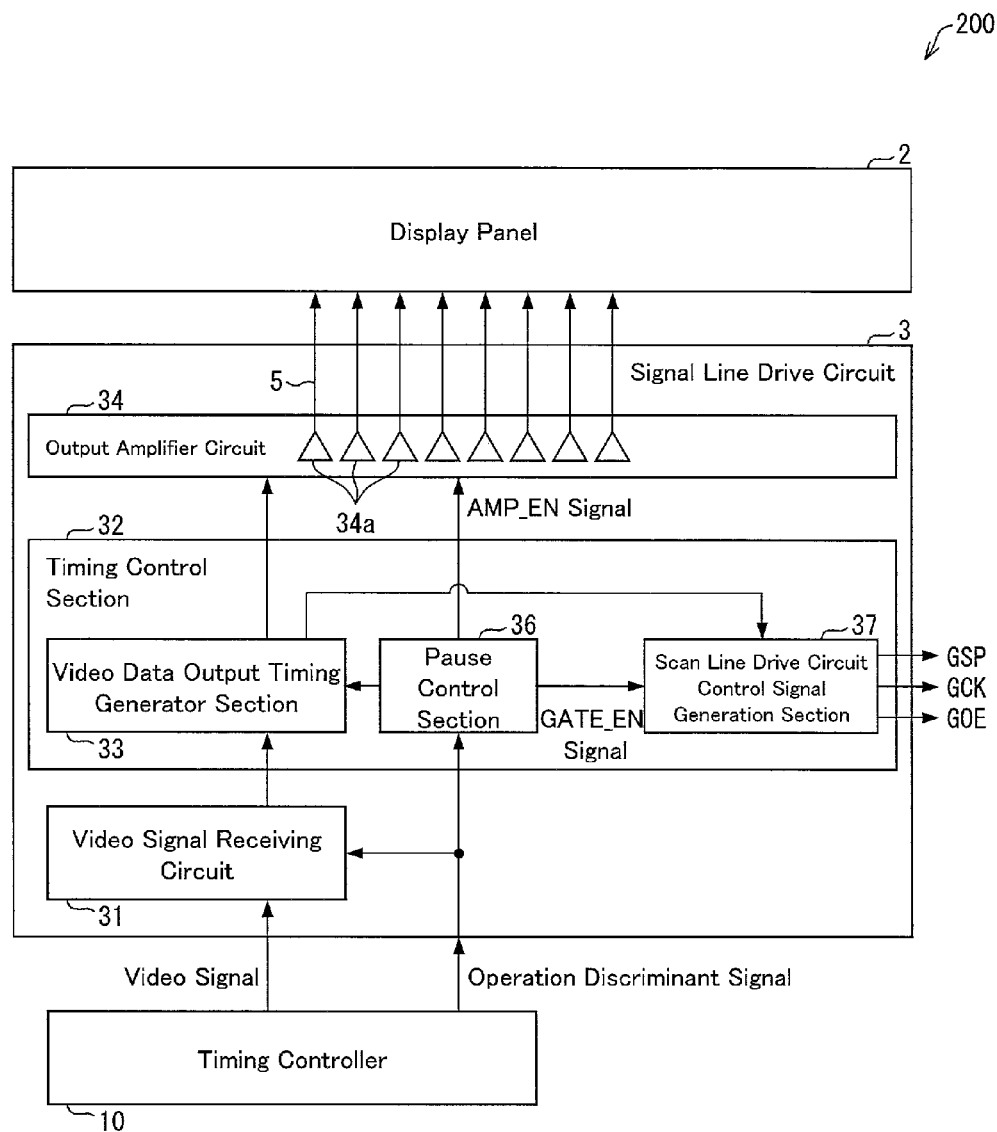 200
2
Display Panel
3
Signal Line Drive Circuit
5
34
Output Amplifier Circuit
34a
AMP_EN Signal
32
Timing Control
Section
36
37
Video Data Output Timing
Generator Section
33
Pause
Control
Section
GATE_EN
Signal
Scan Line Drive Circuit
Control Signal
Generation Section
GSP
GCK
GOE
Video Signal Receiving
Circuit
31
Video Signal
Operation Discriminant Signal
Timing Controller
10